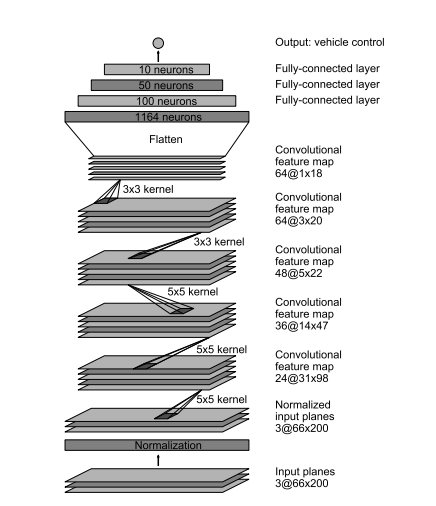 Output: vehicle control
10 neurons
Fully-connected layer
50 neurons
Fully-connected layer
100 neurons
Fully-connected layer
1164 neurons
Flatten
Convolutional
feature map
64@1x18
3x3 kernel
Convolutional
feature map
64@3x20
3x3 kernel
Convolutional
feature map
48@5x22
5x5 kernel
Convolutional
feature map
36@14x47
5x5 kernel
Convolutional
feature map
24@31x98
5x5 kernel
Normalized
input planes
3@66x200
Normalization
Input planes
3@66x200